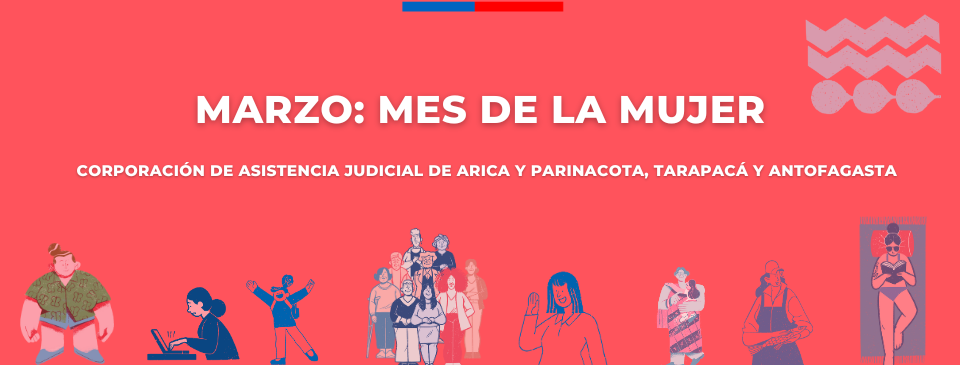 MARZO: MES DE LA MUJER
CORPORACIÓN DE ASISTENCIA JUDICIAL DE ARICA Y PARINACOTA, TARAPACÁ Y ANTOFAGASTA